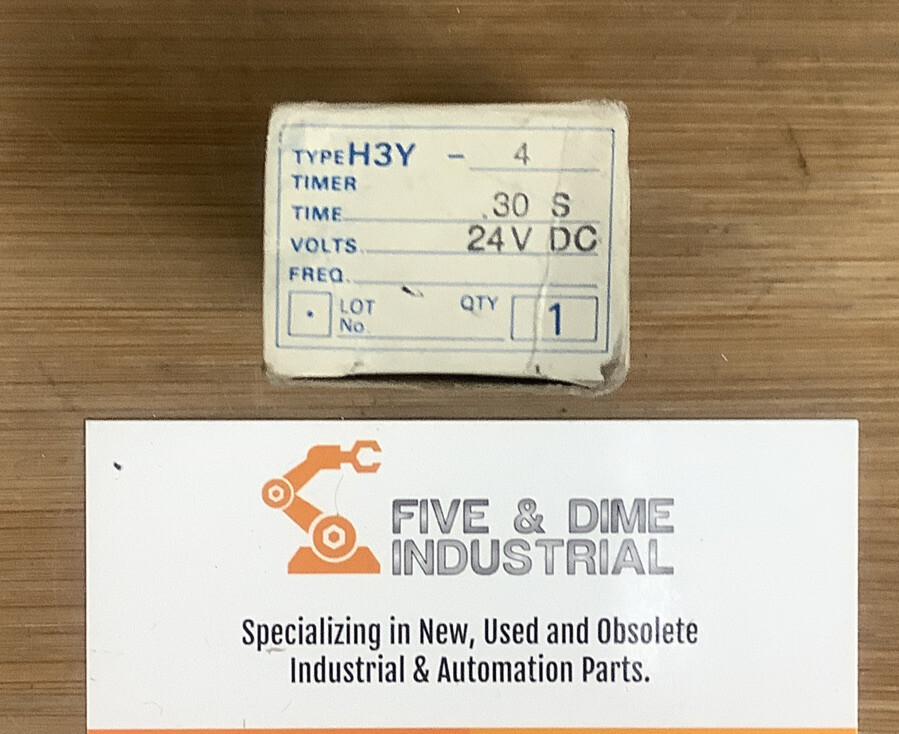 TYPE H3Y - 4
TIMER
TIME 30 S
VOLTS 24V DC
FREQ.
LOT No. QTY 1
FIVE & DIME
INDUSTRIAL
Specializing in New, Used and Obsolete
Industrial & Automation Parts.